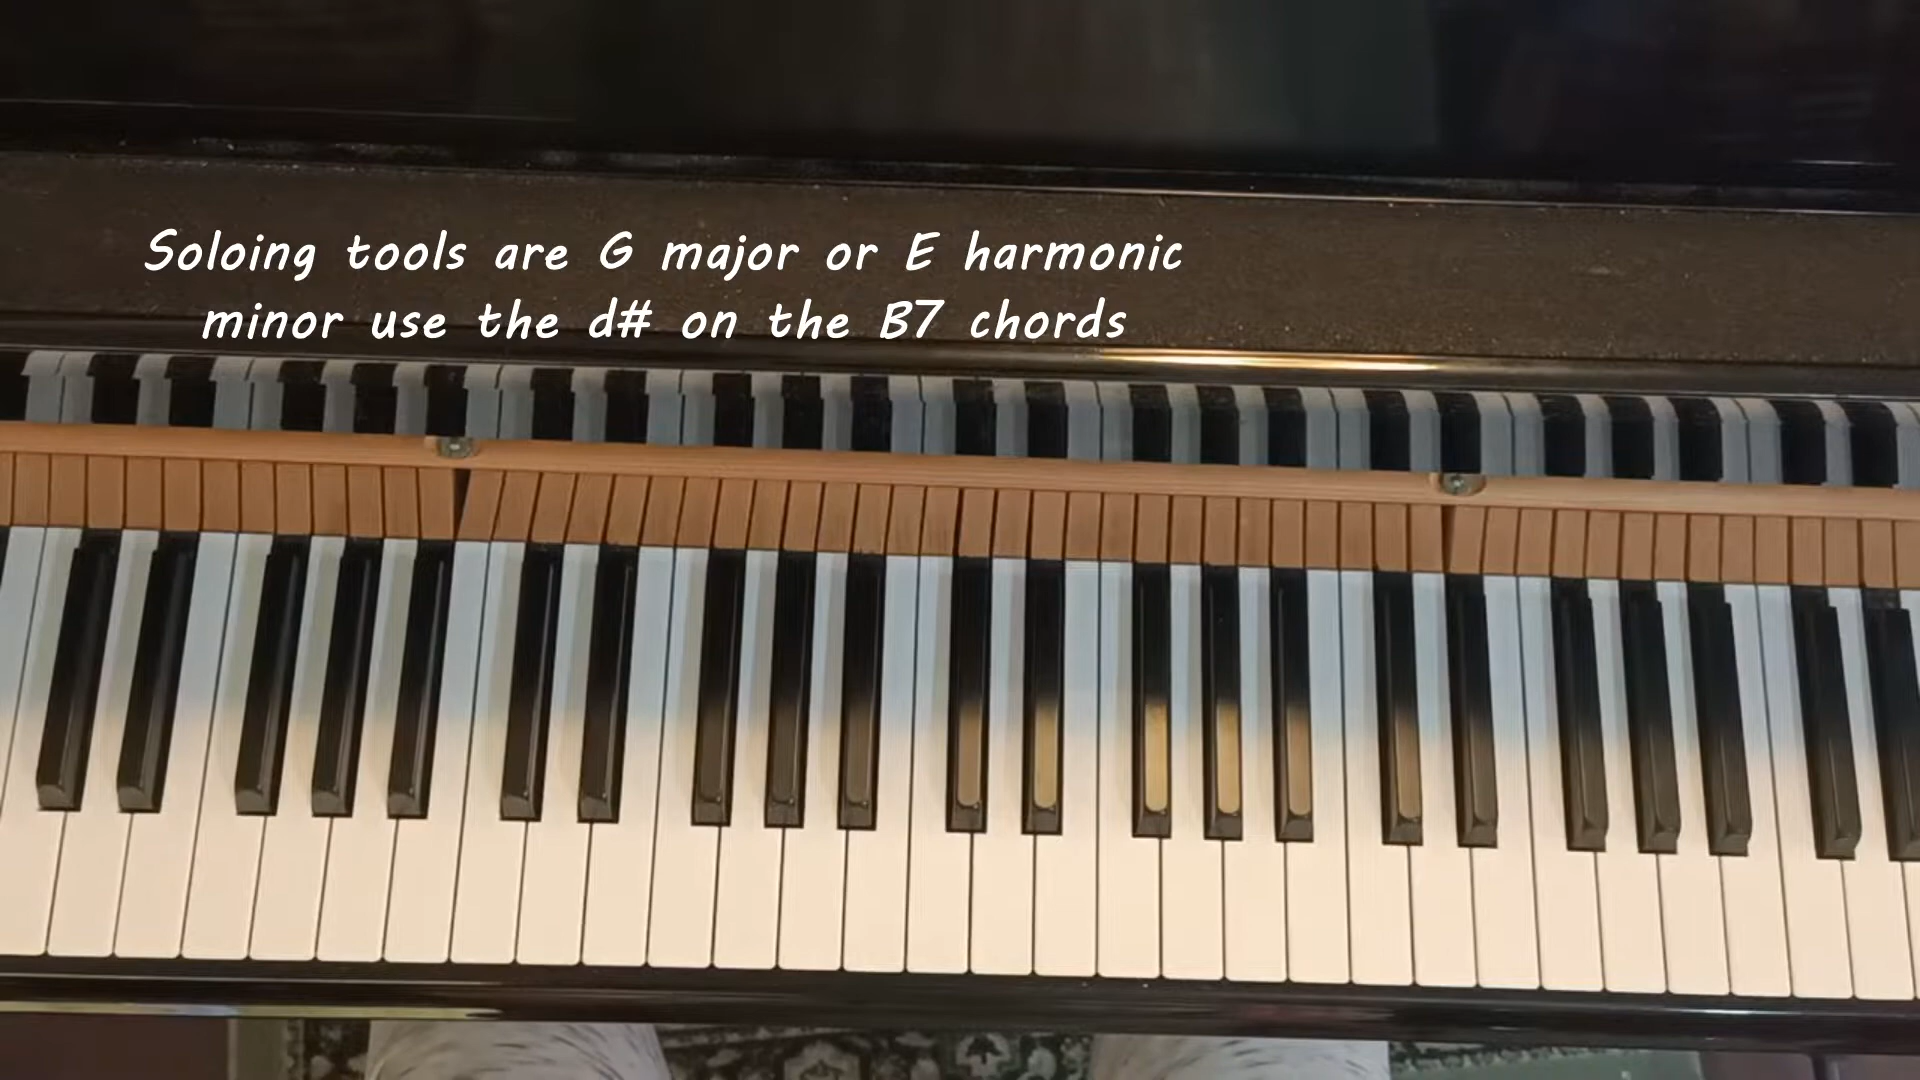 Soloing tools are G major or E harmonic
minor use the d# on the B7 chords